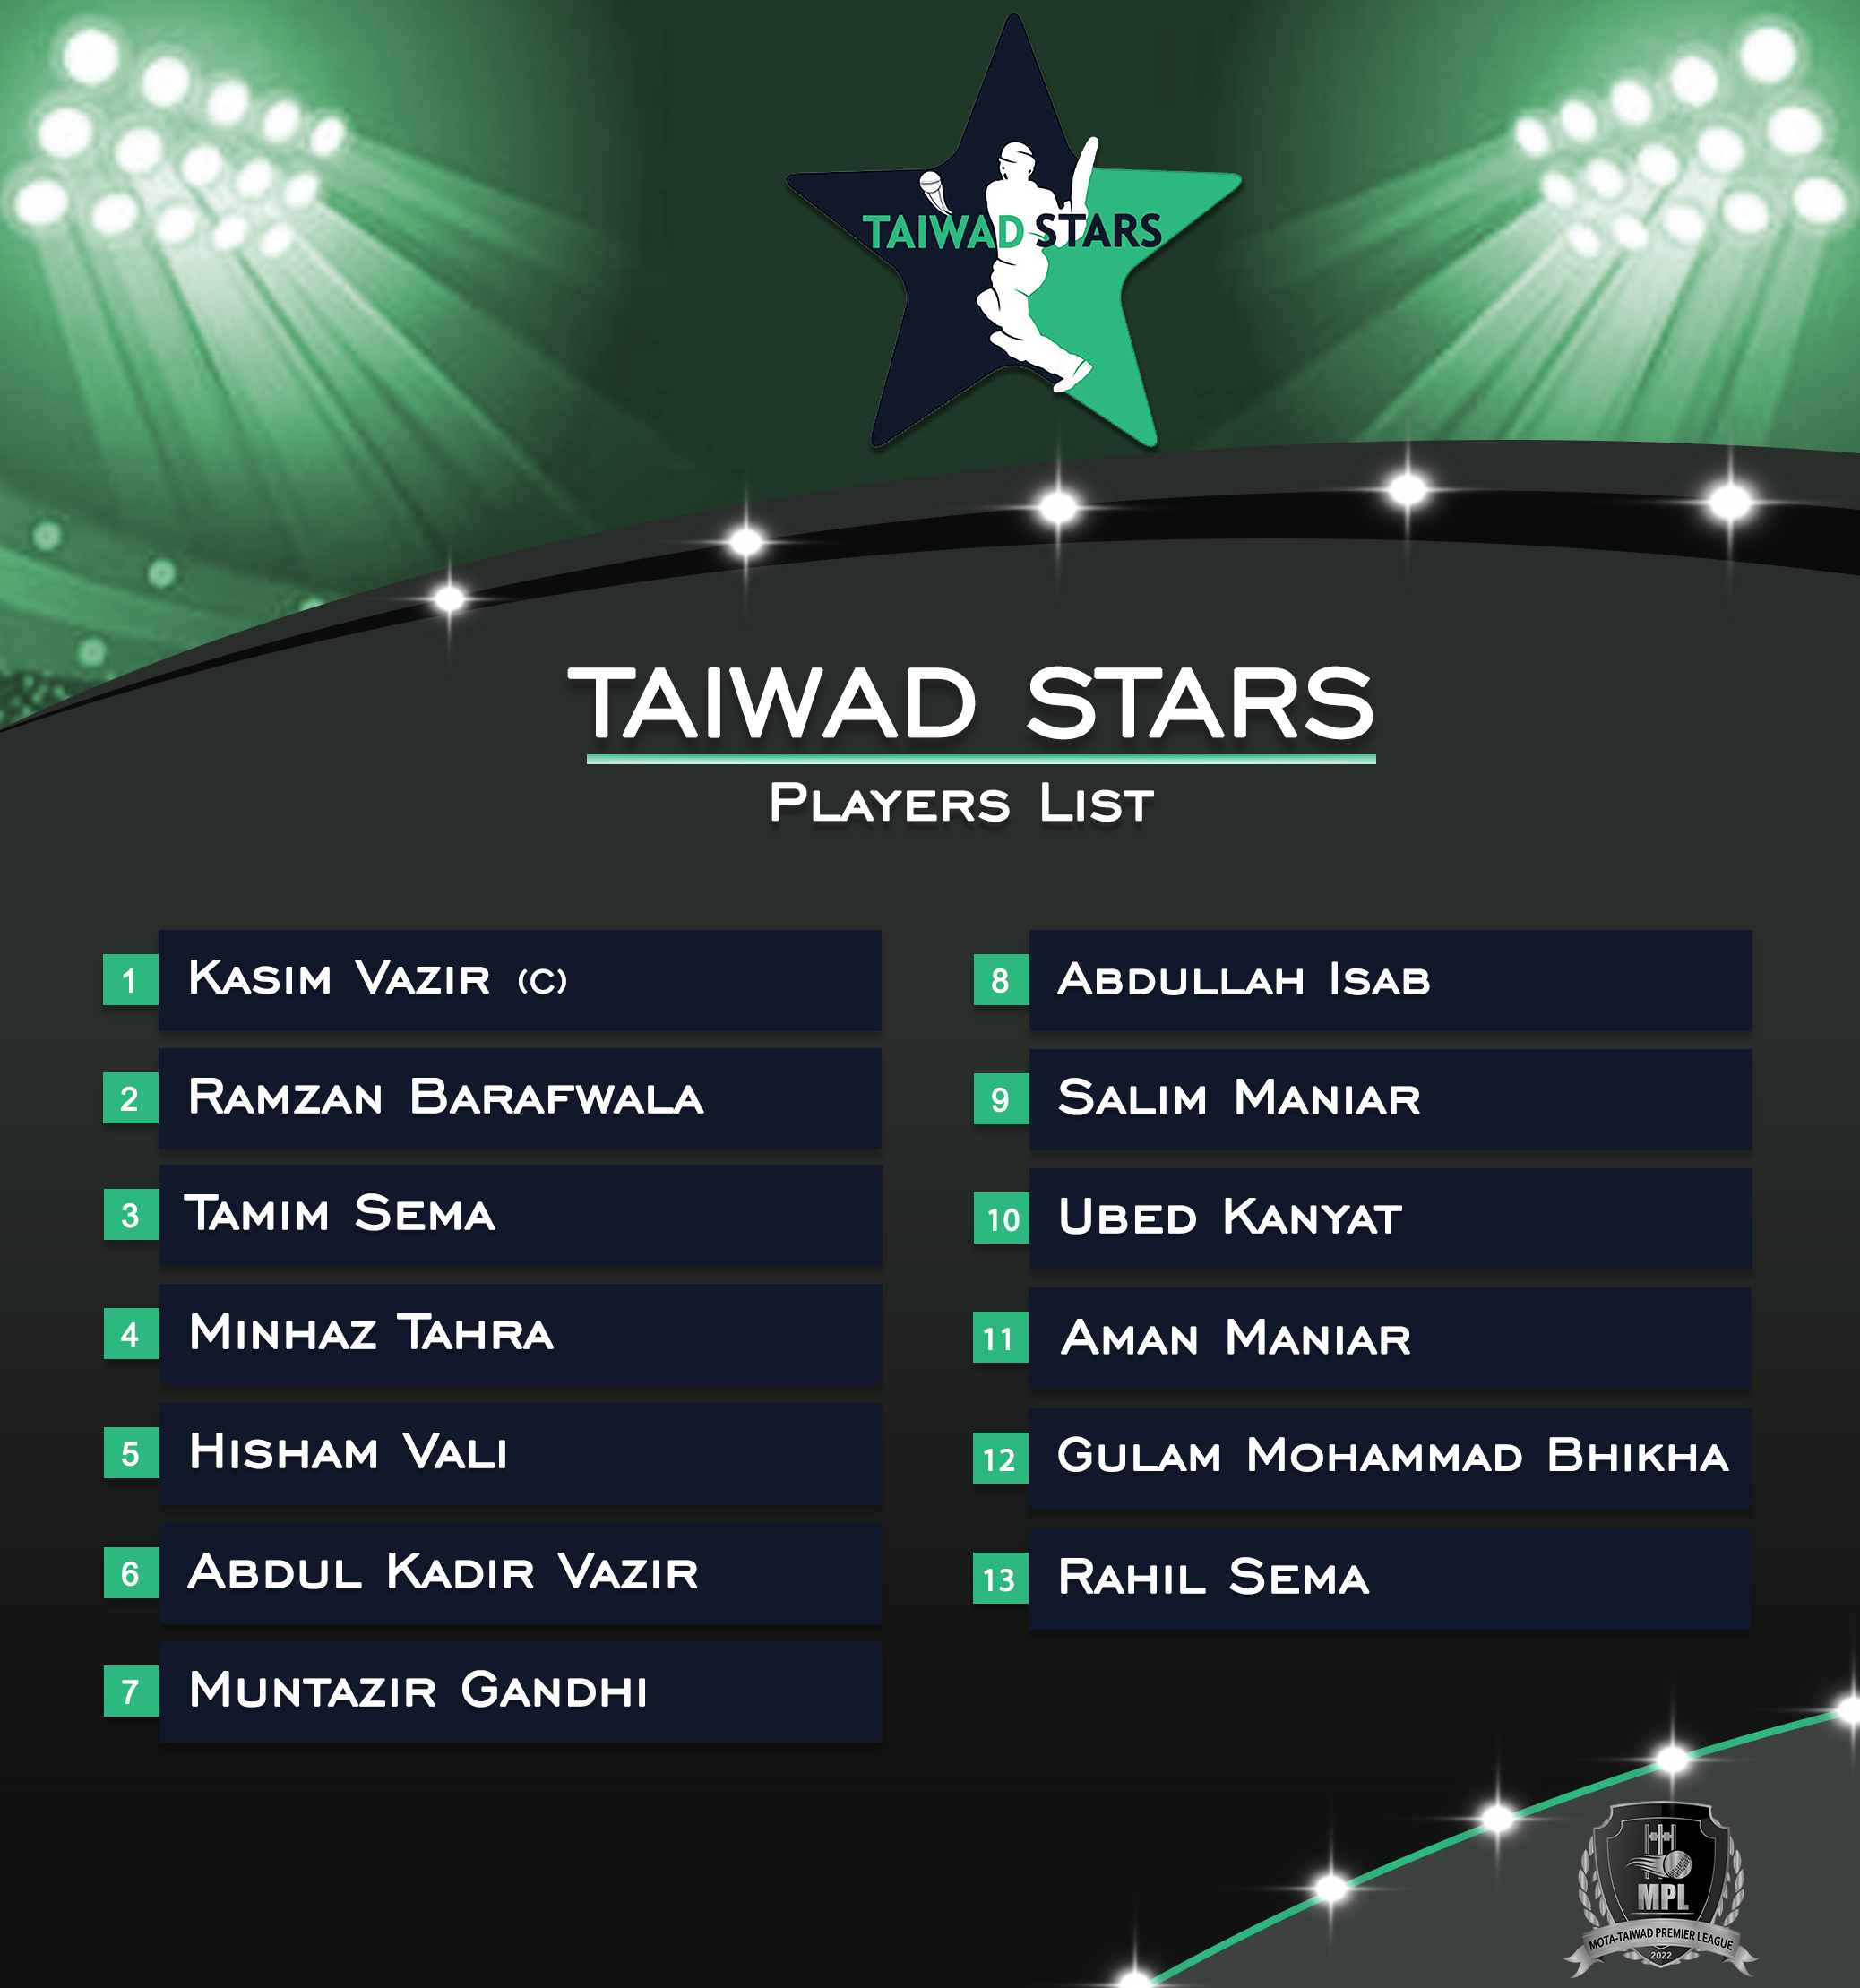 TAIWAD STARS
TAIWAD STARS
PLAYERS LIST
1 KASIM VAZIR (C)
2 RAMZAN BARAFWALA
3 TAMIM SEMA
4 MINHAZ TAHRA
5 HISHAM VALI
6 ABDUL KADIR VAZIR
7 MUNTAZIR GANDHI
8 ABDULLAH ISAB
9 SALIM MANIAR
10 UBED KANYAT
11 AMAN MANIAR
12 GULAM MOHAMMAD BHIKHA
13 RAHIL SEMA
MPL
MOTA-TAIWAD PREMIER LEAGUE
2022